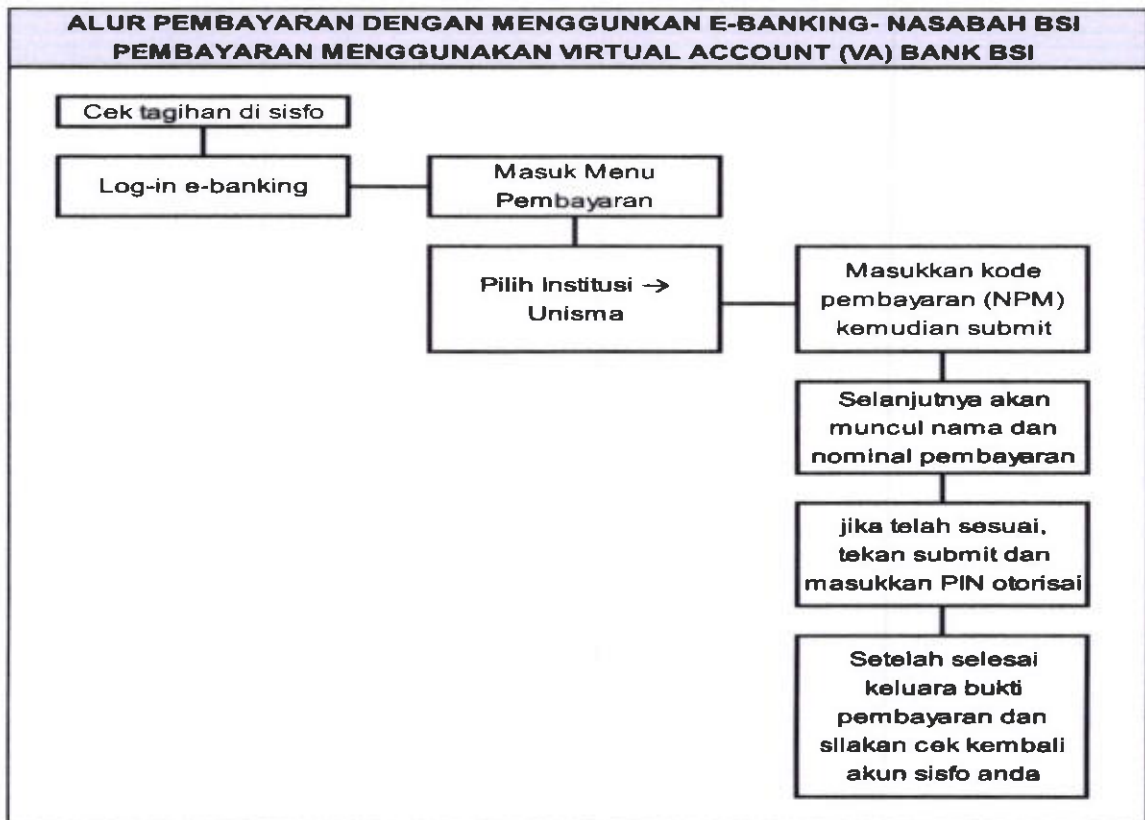 ALUR PEMBAYARAN DENGAN MENGGUNKAN E-BANKING- NASABAH BSI
PEMBAYARAN MENGGUNAKAN VIRTUAL ACCOUNT (VA) BANK BSI
Cek tagihan di sisfo
Log-in e-banking
Masuk Menu
Pembayaran
Pilih Institusi →
Unisma
Masukkan kode
pembayaran (NPM)
kemudian submit
Selanjutnya akan
muncul nama dan
nominal pembayaran
jika telah sesuai,
tekan submit dan
masukkan PIN otorisai
Setelah selesai
keluara bukti
pembayaran dan
silakan cek kembali
akun sisfo anda